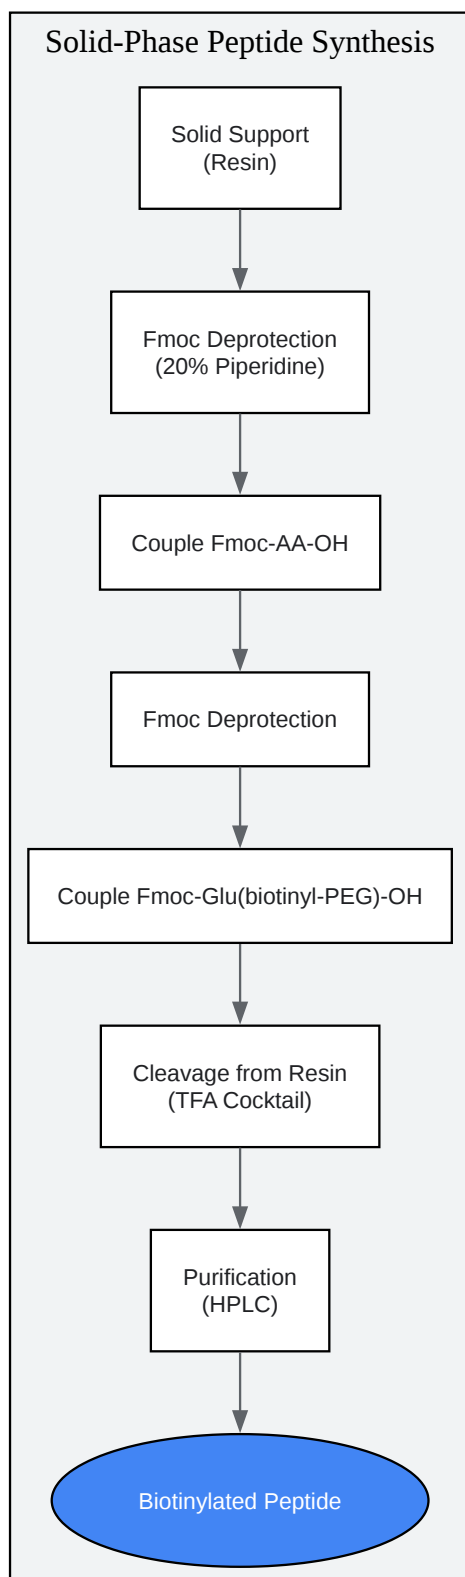 Solid-Phase Peptide Synthesis
Solid Support
(Resin)
Fmoc Deprotection
(20% Piperidine)
Couple Fmoc-AA-OH
Fmoc Deprotection
Couple Fmoc-Glu(biotinyl-PEG)-OH
Cleavage from Resin
(TFA Cocktail)
Purification
(HPLC)
Biotinylated Peptide